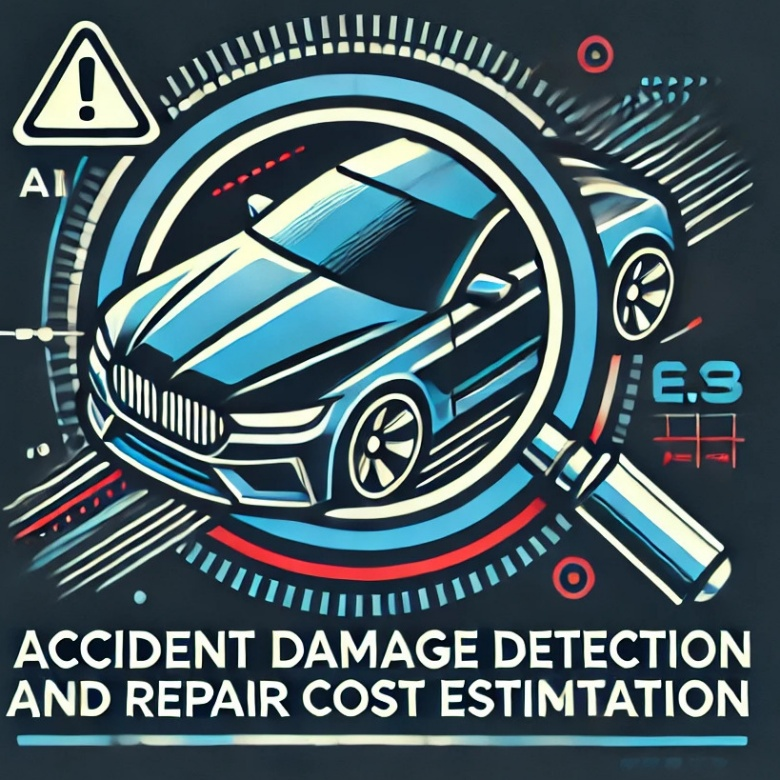 !
AI
E.3
ACCIDENT DAMAGE DETECTION
AND REPAIR COST ESTIMTATION